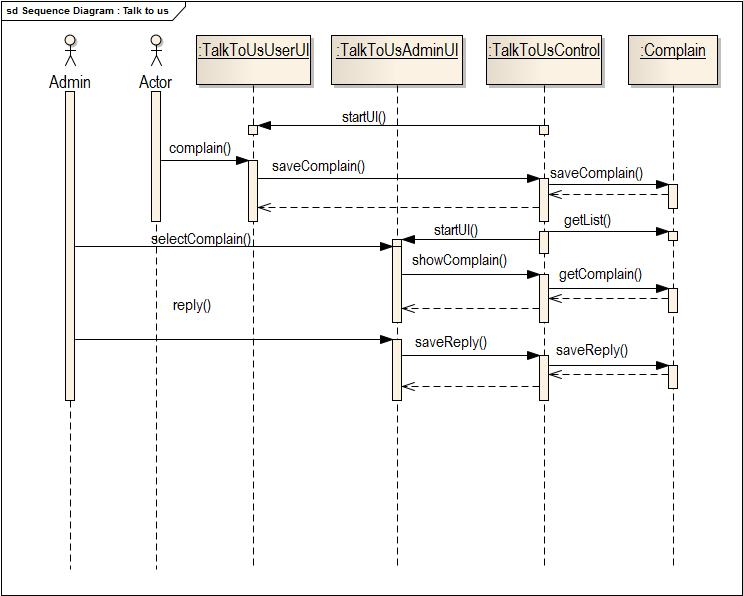 sd Sequence Diagram : Talk to us
:TalkToUsUserUI
:TalkToUsAdminUI
:TalkToUsControl
:Complain
Admin
Actor
startUI()
complain()
saveComplain()
saveComplain()
getList()
startUI()
selectComplain()
showComplain()
getComplain()
reply()
saveReply()
saveReply()